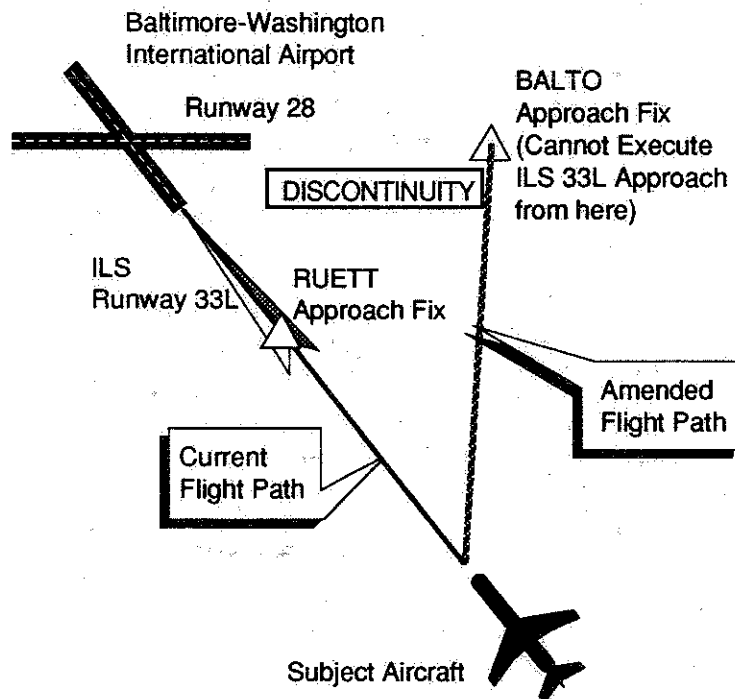 Baltimore-Washington
International Airport
Runway 28
BALTO
Approach Fix
(Cannot Execute
ILS 33L Approach
from here)
DISCONTINUITY
ILS
Runway 33L
RUETT
Approach Fix
Amended
Flight Path
Current
Flight Path
Subject Aircraft